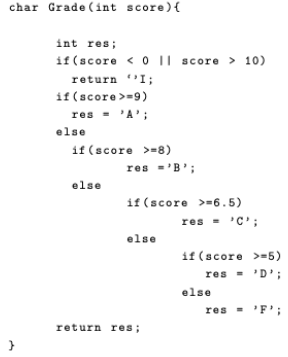 char Grade(int score){
int res;
if(score < 0 || score > 10)
return ‘’I;
if(score>=9)
res = ’A’;
else
if(score >=8)
res =’B’;
else
if(score >=6.5)
res = ’C’;
else
if(score >=5)
res = ’D’;
else
res = ’F’;
return res;
}